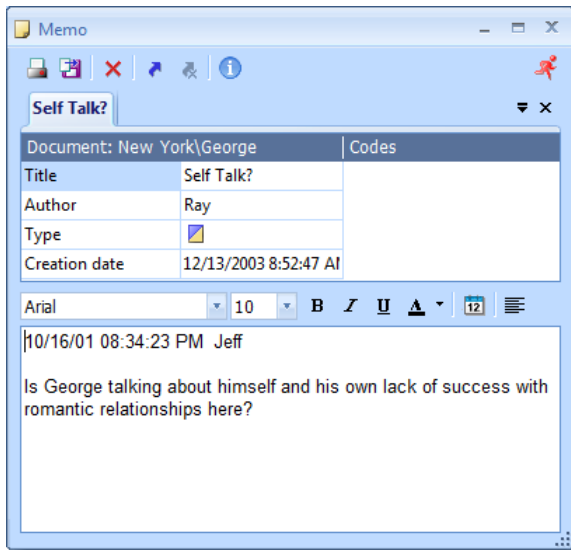 Memo
Self Talk?
Document: New York\George Codes
Title Self Talk?
Author Ray
Type
Creation date 12/13/2003 8:52:47 AM
Arial 10 B I U A 12
10/16/01 08:34:23 PM  Jeff
Is George talking about himself and his own lack of success with
romantic relationships here?